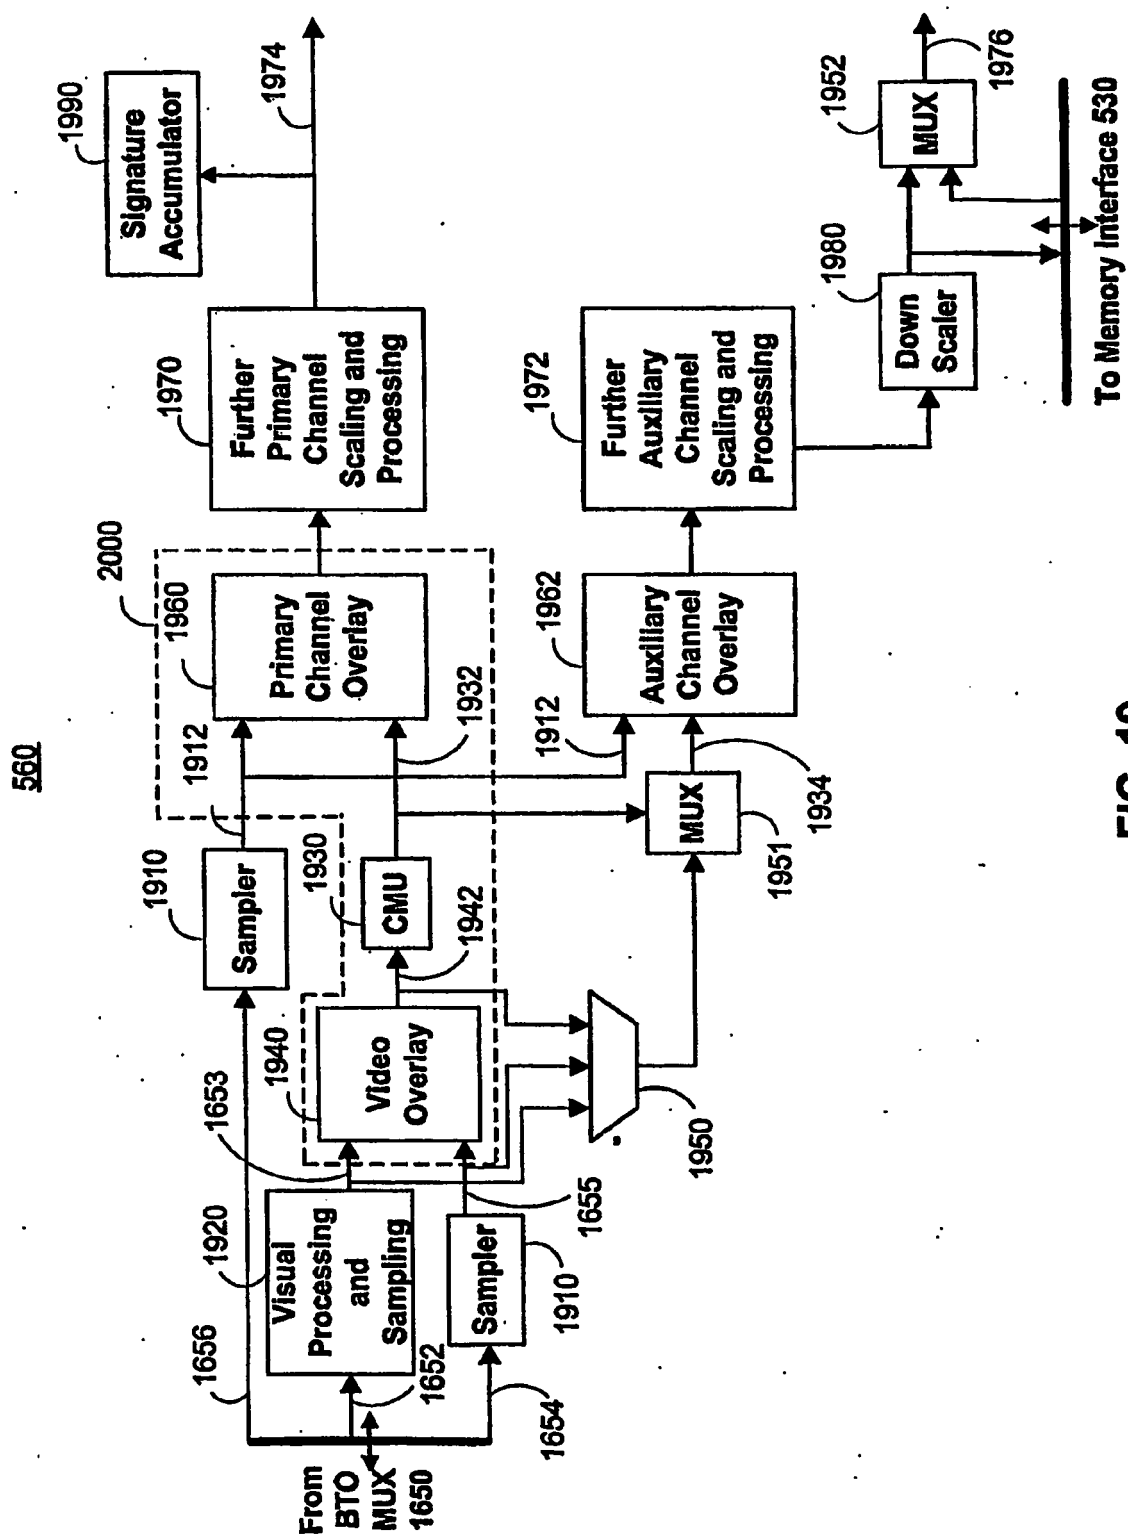 560
From
BTO
MUX
1650
1656
1652
1654
1920
Visual
Processing
and
Sampling
1653
Sampler
1910
1655
1940
Video
Overlay
1942
1950
1910
Sampler
1912
1930
CMU
1932
2000
1960
Primary
Channel
Overlay
1970
Further
Primary
Channel
Scaling and
Processing
1990
Signature
Accumulator
1974
MUX
1951
1934
1912
1962
Auxiliary
Channel
Overlay
1972
Further
Auxiliary
Channel
Scaling and
Processing
1980
Down
Scaler
1952
MUX
1976
To Memory Interface 530